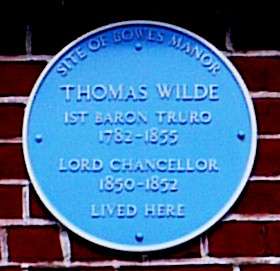 SITE OF BOWES MANOR
THOMAS WILDE
1ST BARON TRURO
1782-1855
LORD CHANCELLOR
1850-1852
LIVED HERE